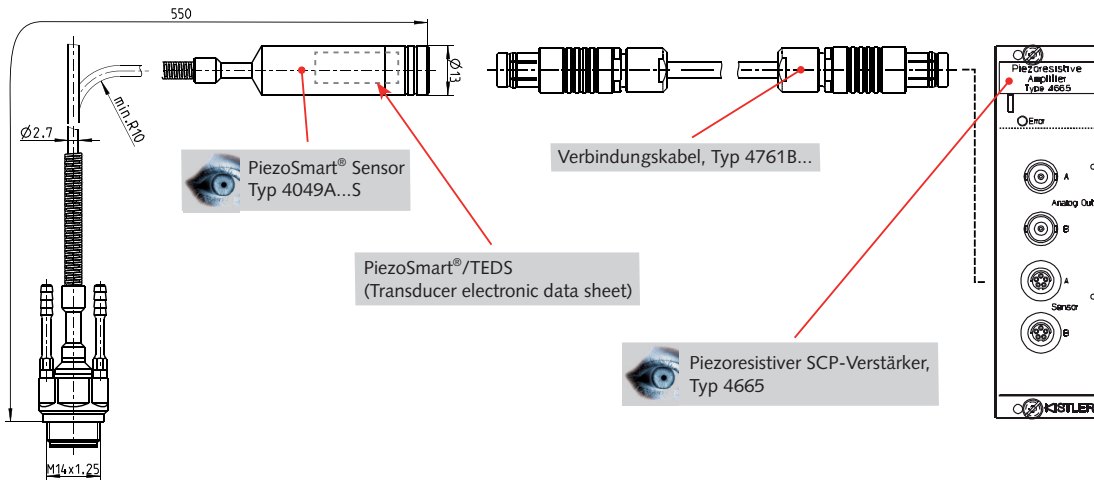 550
Ø13
min.R10
Ø2.7
M14x1.25
PiezoSmart® Sensor
Typ 4049A...S
PiezoSmart®/TEDS
(Transducer electronic data sheet)
Verbindungskabel, Typ 4761B...
Piezoresistiver SCP-Verstärker,
Typ 4665
Piezoresistive
Amplifier
Type 4665
Error
A
Analog Out
B
A
Sensor
B
KISTLER